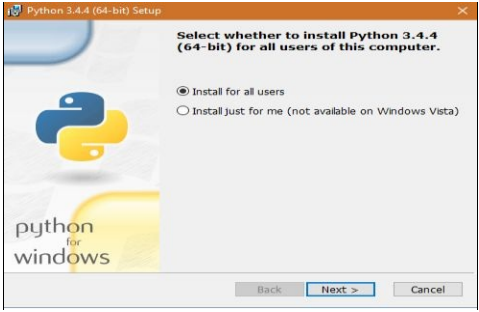 Python 3.4.4 (64-bit) Setup
Select whether to install Python 3.4.4
(64-bit) for all users of this computer.
Install for all users
Install just for me (not available on Windows Vista)
python
for
windows
Back
Next >
Cancel